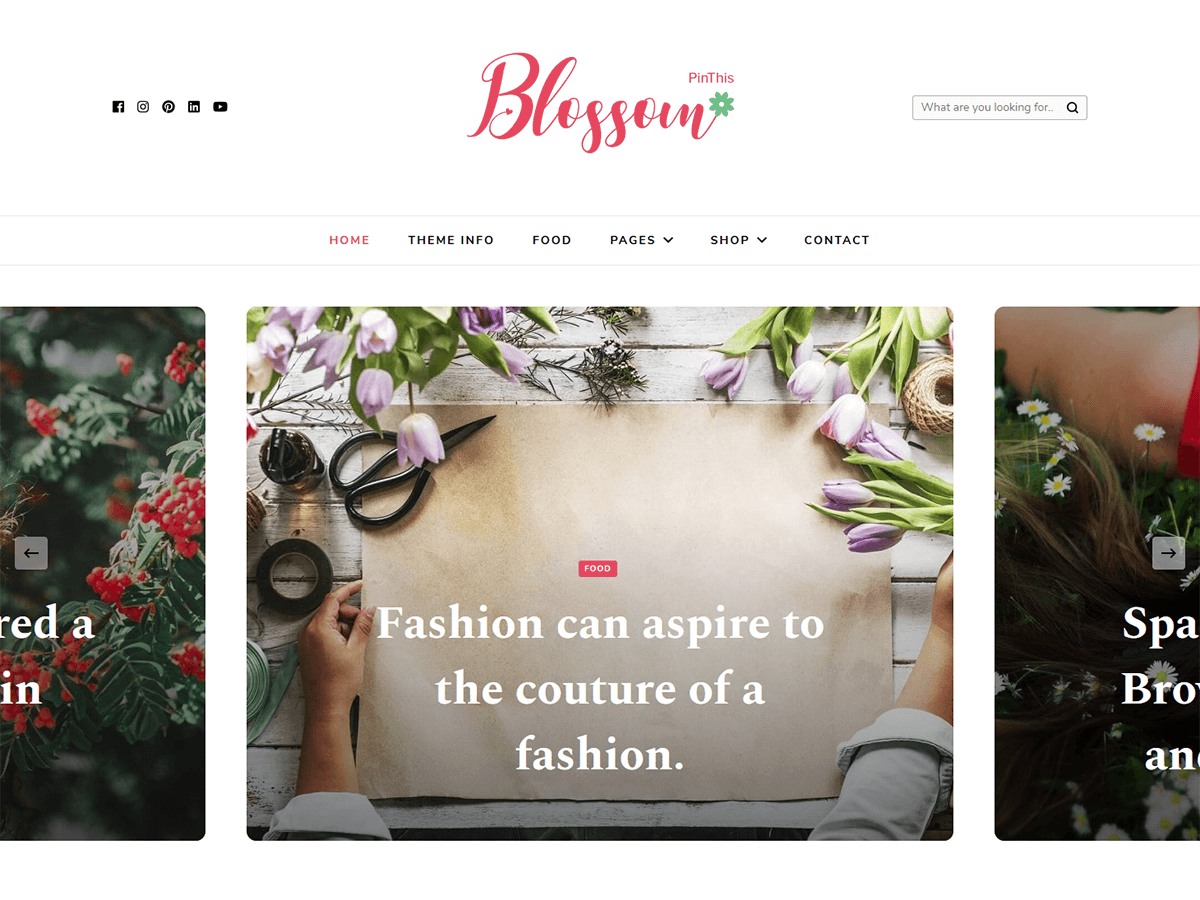 Blossom
PinThis
What are you looking for..
HOME THEME INFO FOOD PAGES SHOP CONTACT
red a
in
FOOD
Fashion can aspire to
the couture of a
fashion.
Spa
Brow
and